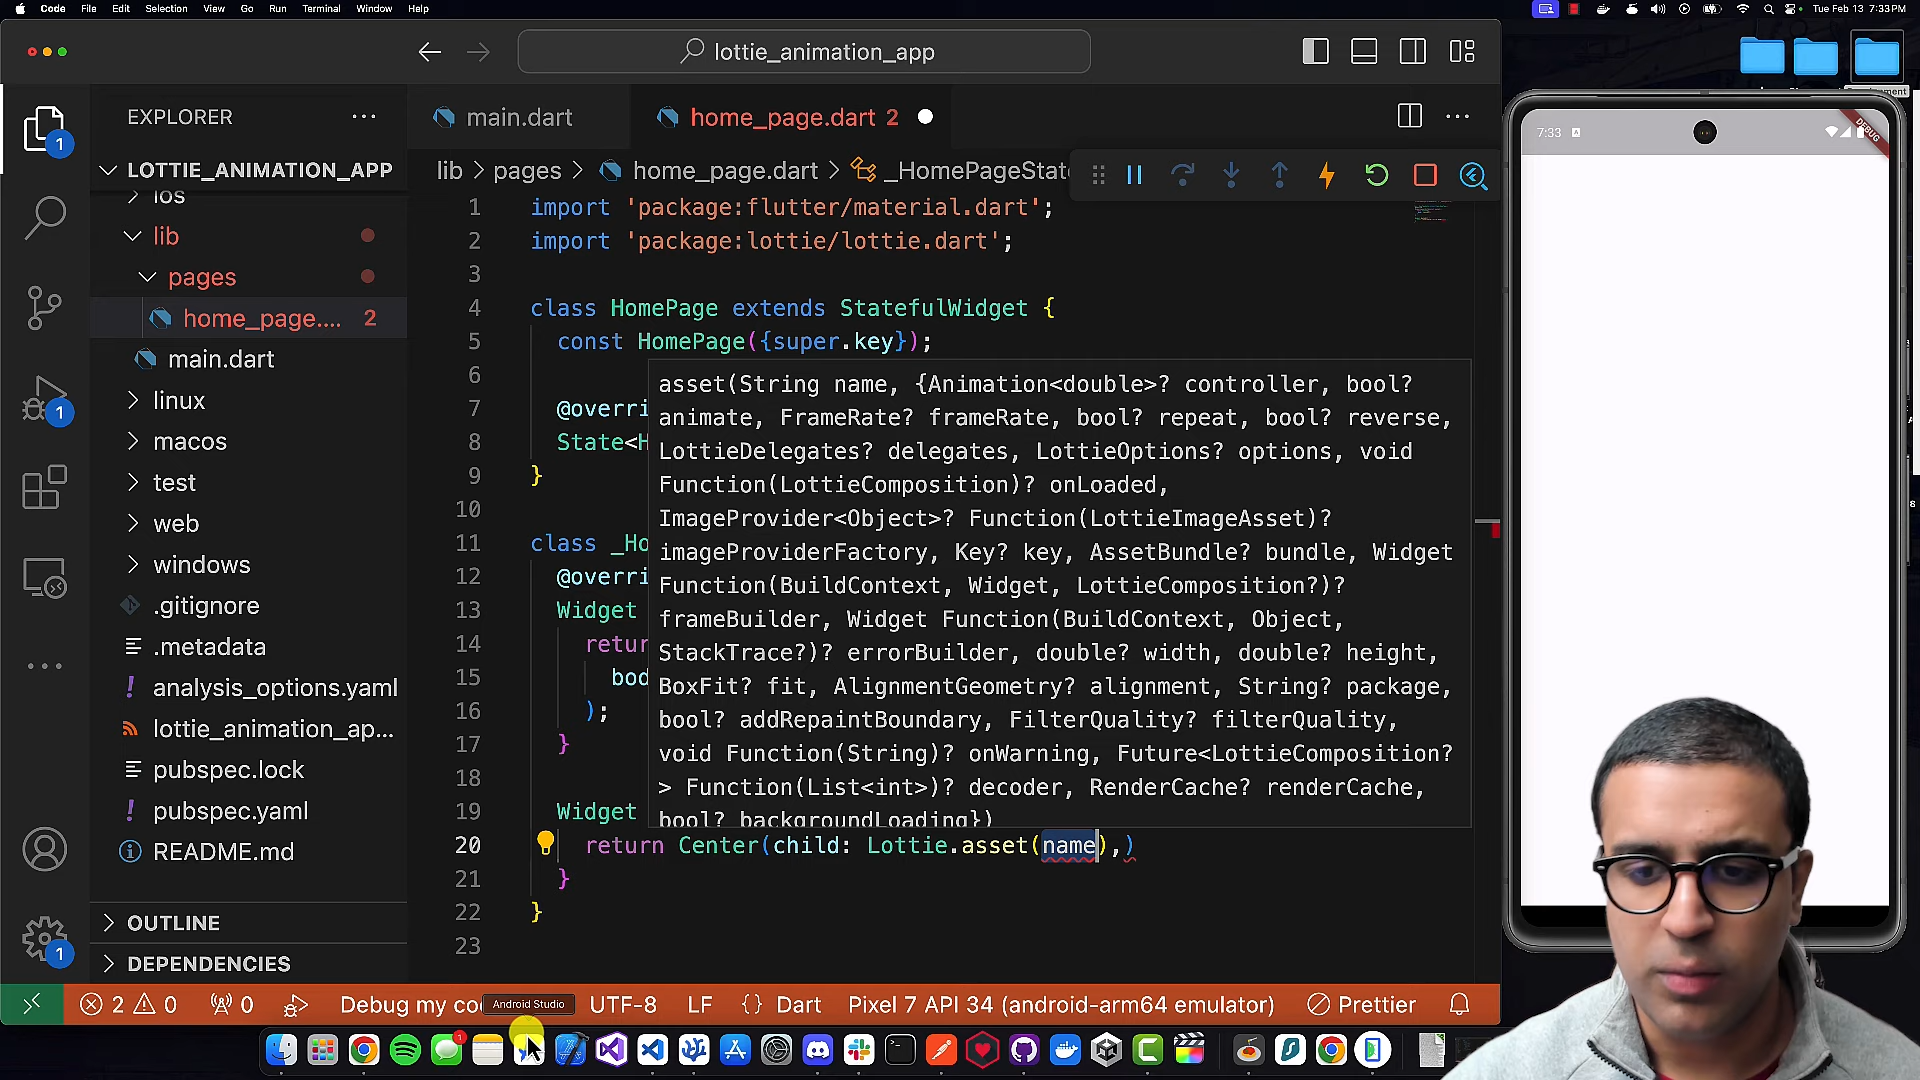 Code File Edit Selection View Go Run Terminal Window Help
Tue Feb 13 7:33 PM
lottie_animation_app
EXPLORER
main.dart
home_page.dart 2
LOTTIE_ANIMATION_APP
lib > pages > home_page.dart > _HomePageStat
ios
lib
pages
home_page.... 2
main.dart
linux
macos
test
web
windows
.gitignore
.metadata
analysis_options.yaml
lottie_animation_ap...
pubspec.lock
pubspec.yaml
README.md
OUTLINE
DEPENDENCIES
1
1
1
1 import 'package:flutter/material.dart';
2 import 'package:lottie/lottie.dart';
3
4 class HomePage extends StatefulWidget {
5 const HomePage({super.key});
6
7 @overri
8 State<H
9 }
10
11 class _Ho
12 @overri
13 Widget
14 retur
15 bod
16 );
17 }
18
19 Widget
20 return Center(child: Lottie.asset(name),)
21 }
22 }
23
asset(String name, {Animation<double>? controller, bool?
animate, FrameRate? frameRate, bool? repeat, bool? reverse,
LottieDelegates? delegates, LottieOptions? options, void
Function(LottieComposition)? onLoaded,
ImageProvider<Object>? Function(LottieImageAsset)?
imageProviderFactory, Key? key, AssetBundle? bundle, Widget
Function(BuildContext, Widget, LottieComposition?)?
frameBuilder, Widget Function(BuildContext, Object,
StackTrace?)? errorBuilder, double? width, double? height,
BoxFit? fit, AlignmentGeometry? alignment, String? package,
bool? addRepaintBoundary, FilterQuality? filterQuality,
void Function(String)? onWarning, Future<LottieComposition?
> Function(List<int>)? decoder, RenderCache? renderCache,
bool? backgroundLoading})
7:33
DEBUG
2 0 0 Debug my co UTF-8 LF {} Dart Pixel 7 API 34 (android-arm64 emulator) Prettier
Android Studio
1